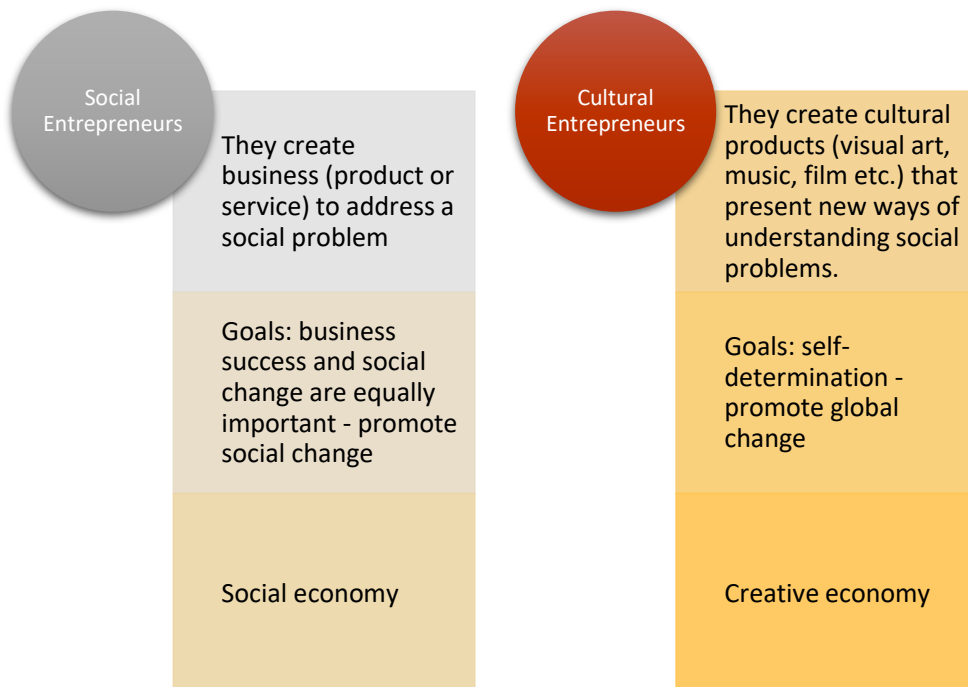 Social
Entrepreneurs
They create
business (product or
service) to address a
social problem
Goals: business
success and social
change are equally
important - promote
social change
Social economy
Cultural
Entrepreneurs
They create cultural
products (visual art,
music, film etc.) that
present new ways of
understanding social
problems.
Goals: self-
determination -
promote global
change
Creative economy